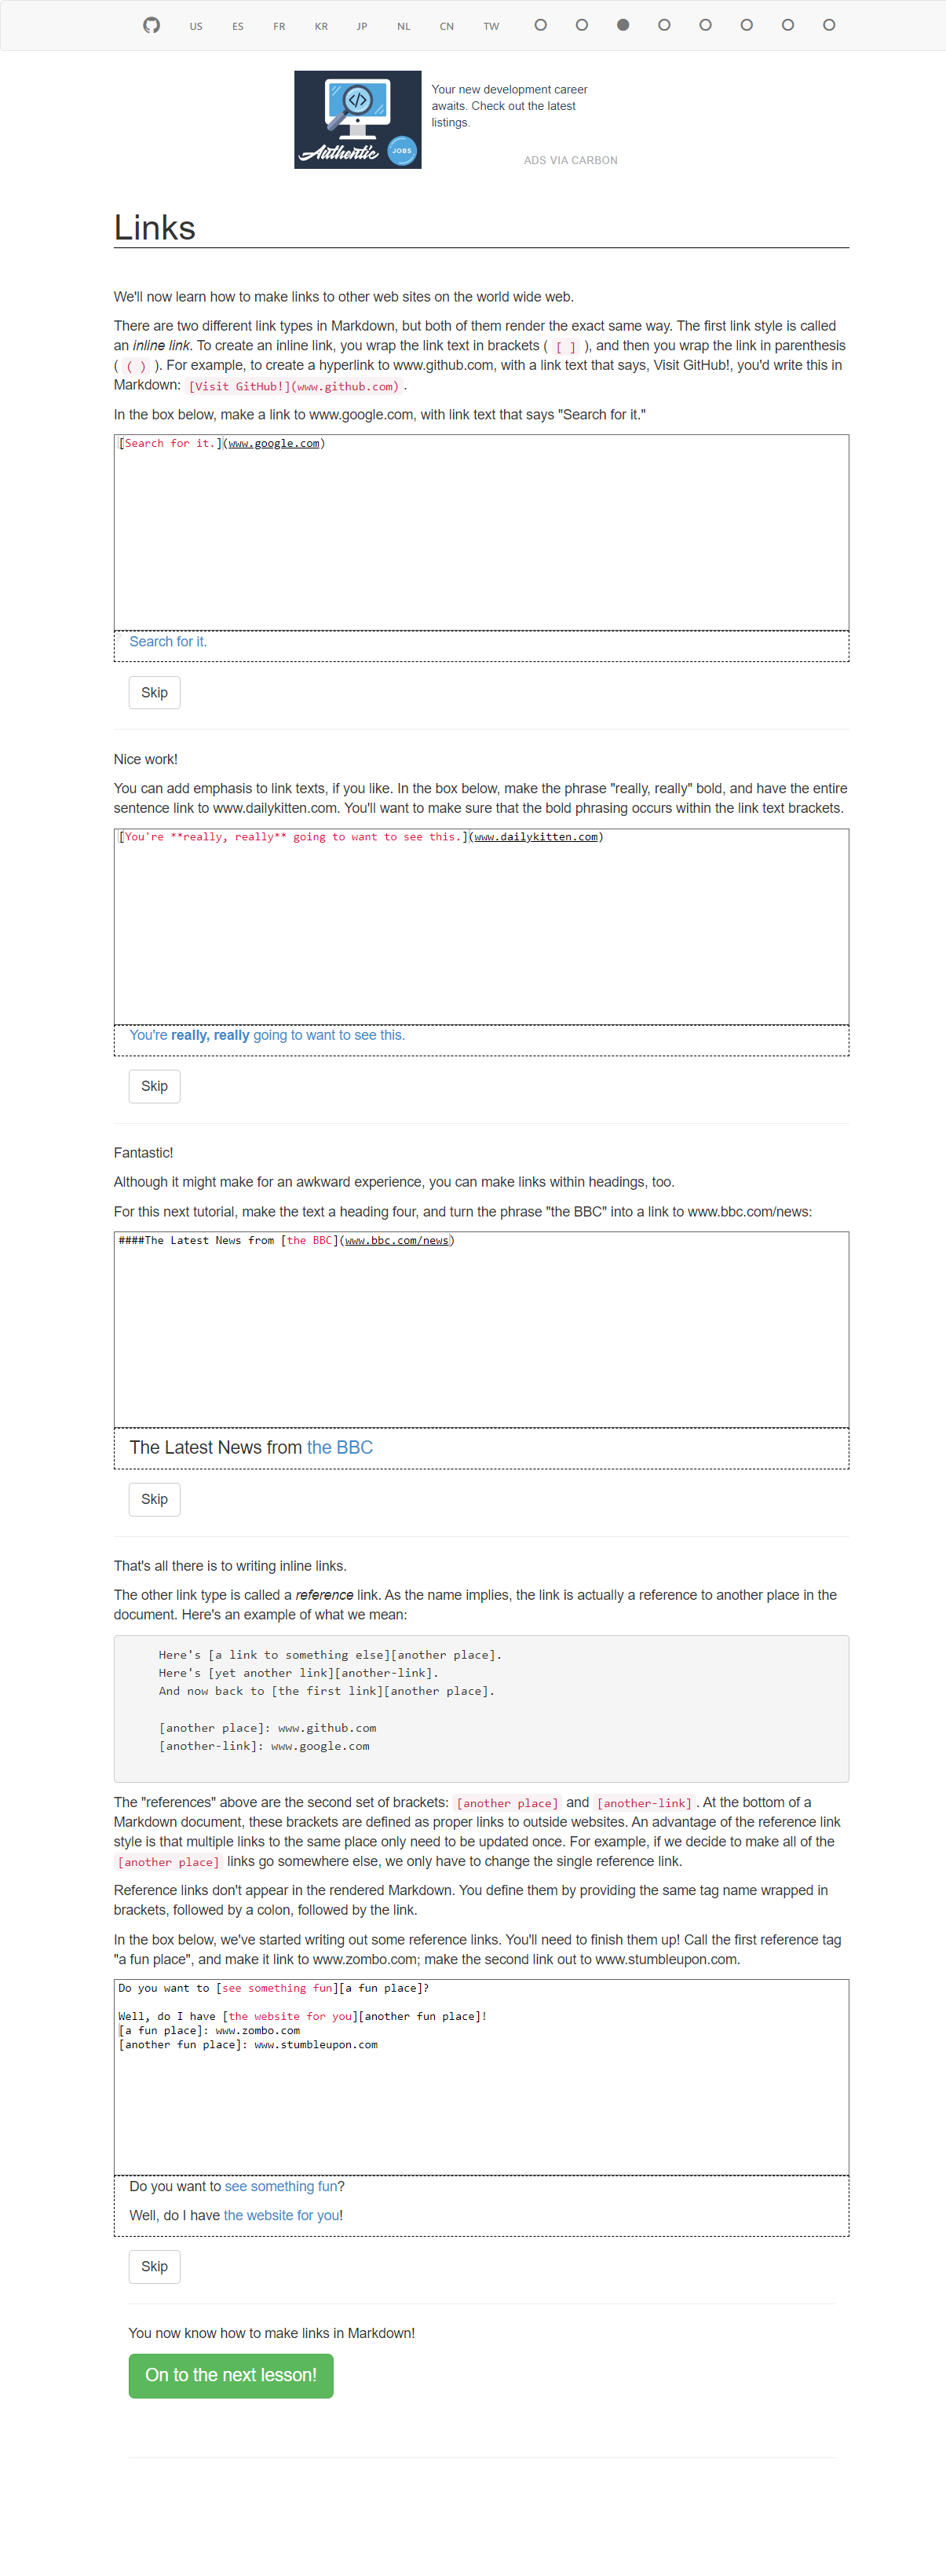 US ES FR KR JP NL CN TW
Your new development career
awaits. Check out the latest
listings.
Authentic JOBS
ADS VIA CARBON
Links
We'll now learn how to make links to other web sites on the world wide web.
There are two different link types in Markdown, but both of them render the exact same way. The first link style is called
an inline link. To create an inline link, you wrap the link text in brackets ( [ ] ), and then you wrap the link in parenthesis
( ( ) ). For example, to create a hyperlink to www.github.com, with a link text that says, Visit GitHub!, you'd write this in
Markdown: [Visit GitHub!](www.github.com).
In the box below, make a link to www.google.com, with link text that says "Search for it."
[Search for it.](www.google.com)
Search for it.
Skip
Nice work!
You can add emphasis to link texts, if you like. In the box below, make the phrase "really, really" bold, and have the entire
sentence link to www.dailykitten.com. You'll want to make sure that the bold phrasing occurs within the link text brackets.
[You're **really, really** going to want to see this.](www.dailykitten.com)
You're really, really going to want to see this.
Skip
Fantastic!
Although it might make for an awkward experience, you can make links within headings, too.
For this next tutorial, make the text a heading four, and turn the phrase "the BBC" into a link to www.bbc.com/news:
####The Latest News from [the BBC](www.bbc.com/news)
The Latest News from the BBC
Skip
That's all there is to writing inline links.
The other link type is called a reference link. As the name implies, the link is actually a reference to another place in the
document. Here's an example of what we mean:
Here's [a link to something else][another place].
Here's [yet another link][another-link].
And now back to [the first link][another place].
[another place]: www.github.com
[another-link]: www.google.com
The "references" above are the second set of brackets: [another place] and [another-link]. At the bottom of a
Markdown document, these brackets are defined as proper links to outside websites. An advantage of the reference link
style is that multiple links to the same place only need to be updated once. For example, if we decide to make all of the
[another place] links go somewhere else, we only have to change the single reference link.
Reference links don't appear in the rendered Markdown. You define them by providing the same tag name wrapped in
brackets, followed by a colon, followed by the link.
In the box below, we've started writing out some reference links. You'll need to finish them up! Call the first reference tag
"a fun place", and make it link to www.zombo.com; make the second link out to www.stumbleupon.com.
Do you want to [see something fun][a fun place]?
Well, do I have [the website for you][another fun place]!
[a fun place]: www.zombo.com
[another fun place]: www.stumbleupon.com
Do you want to see something fun?
Well, do I have the website for you!
Skip
You now know how to make links in Markdown!
On to the next lesson!